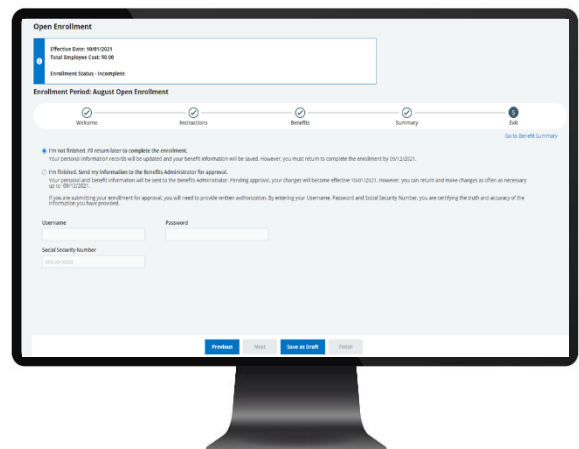 Open Enrollment
Effective Date: 10/01/2021
Total Employee Cost: $0.00
Enrollment Status - Incomplete
Enrollment Period: August Open Enrollment
5
Welcome
Instructions
Benefits
Summary
Exit
Go to Benefit Summary
I'm not finished. I'll return later to complete the enrollment.
Your personal information records will be updated and your benefit information will be saved. However, you must return to complete the enrollment by 09/12/2021.
I'm finished. Send my information to the Benefits Administrator for approval.
Your personal and benefit information will be sent to the Benefits Administrator. Pending approval, your changes will become effective 10/01/2021. However, you can return and make changes as often as necessary
up to 09/12/2021.
If you are submitting your enrollment for approval, you will need to provide written authorization. By entering your Username, Password and Social Security Number, you are certifying the truth and accuracy of the
information you have provided.
Username
Password
Social Security Number
Previous
Next
Save as Draft
Finish